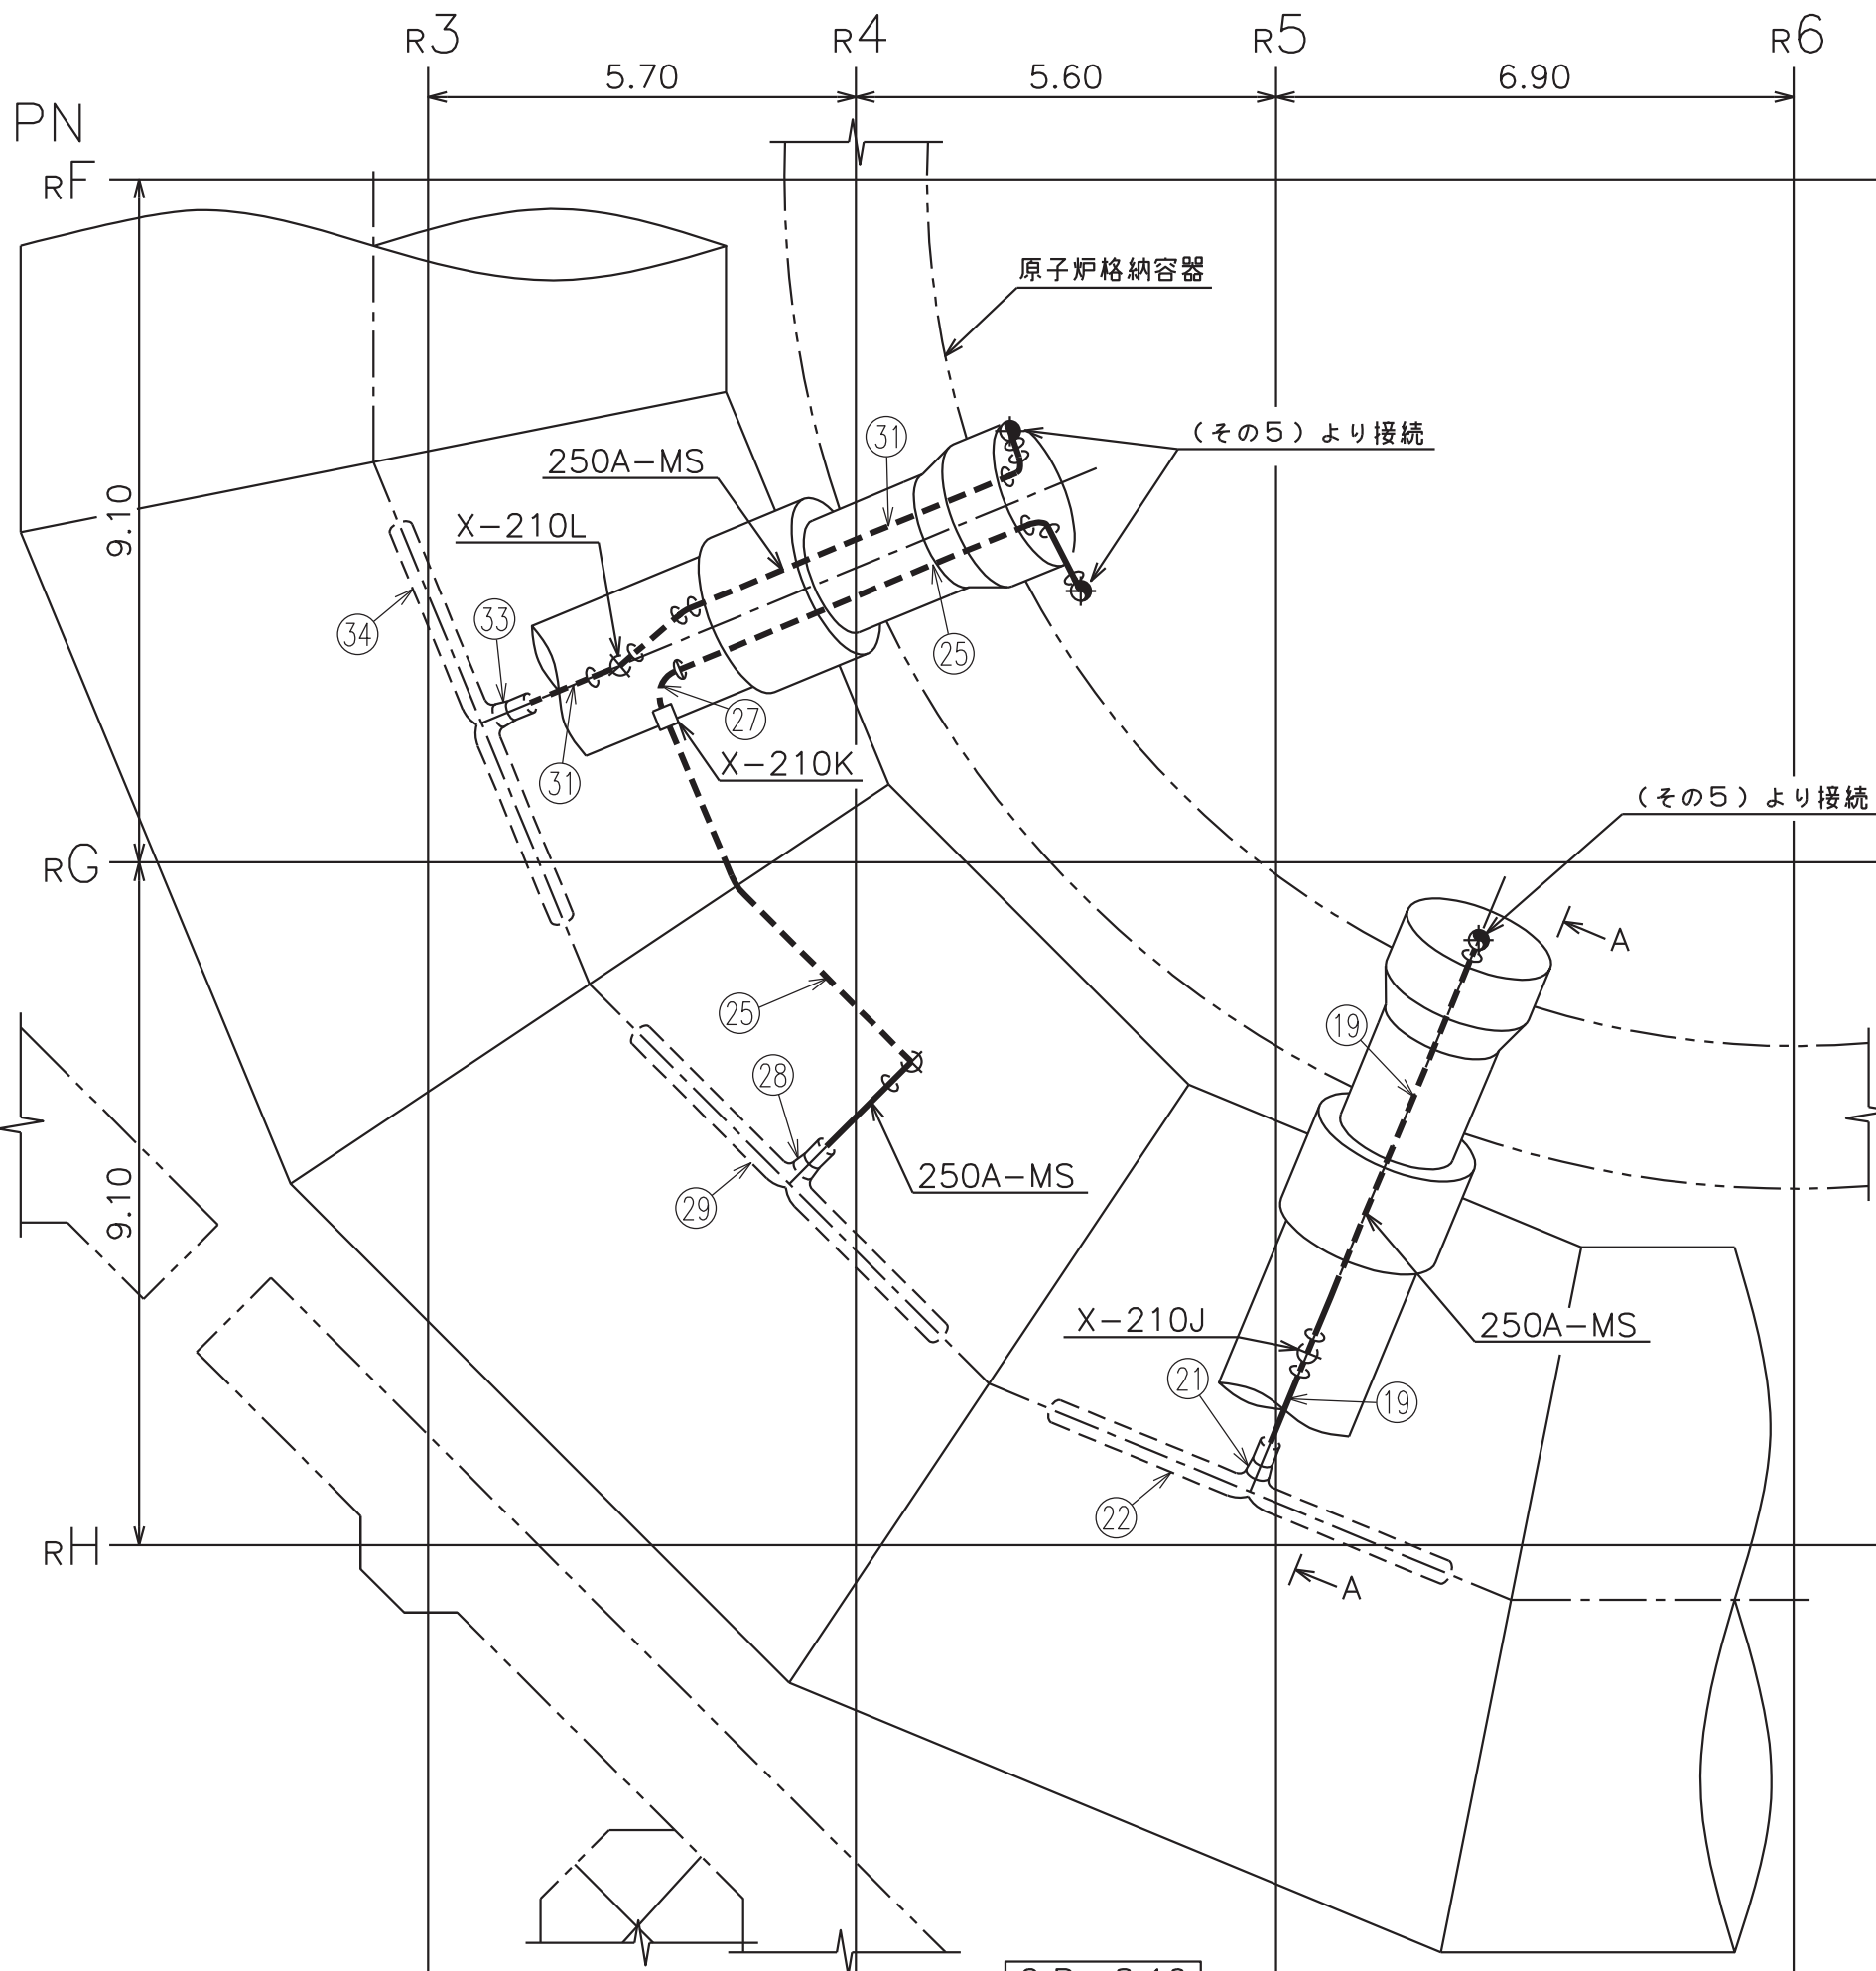 R3
R4
R5
R6
5.70
5.60
6.90
PN
RF
原子炉格納容器
31
(その5)より接続
250A-MS
9.10
X-210L
33
34
25
27
X-210K
31
(その5)より接続
RG
A
25
19
28
250A-MS
9.10
29
X-210J
250A-MS
21
19
22
RH
A